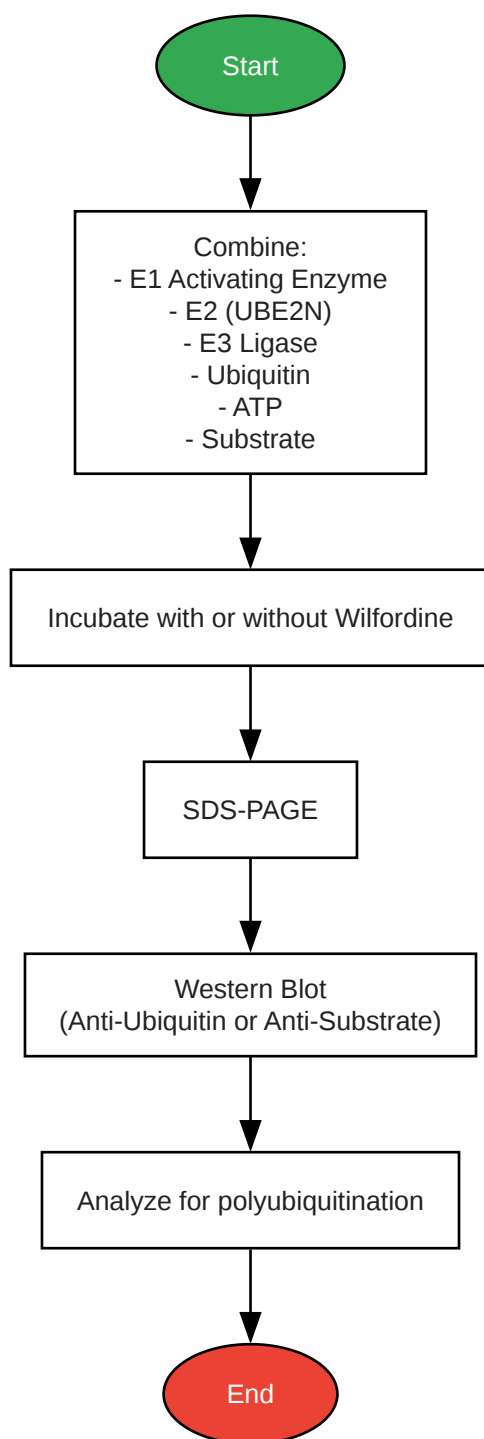 Start
Combine:
- E1 Activating Enzyme
- E2 (UBE2N)
- E3 Ligase
- Ubiquitin
- ATP
- Substrate
Incubate with or without Wilfordine
SDS-PAGE
Western Blot
(Anti-Ubiquitin or Anti-Substrate)
Analyze for polyubiquitination
End